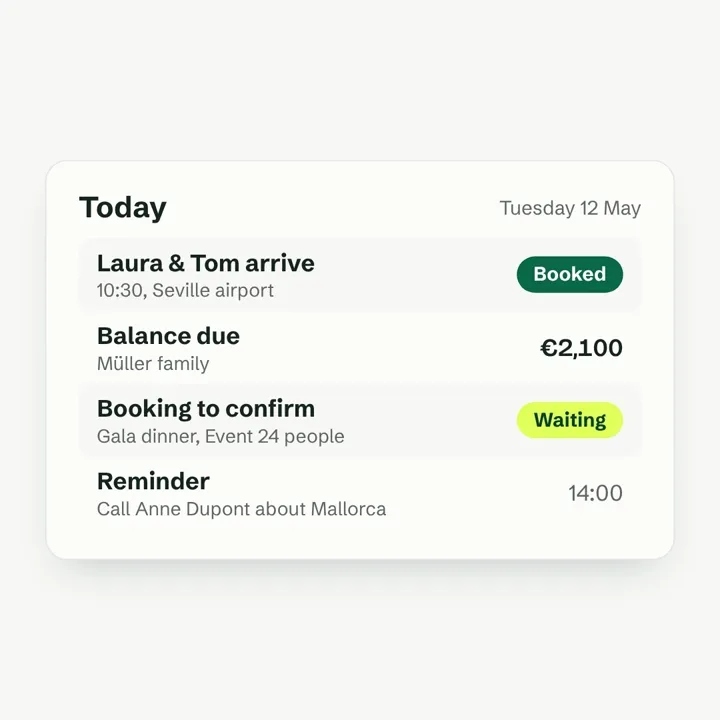 Today
Tuesday 12 May
Laura & Tom arrive
10:30, Seville airport
Booked
Balance due
Müller family
€2,100
Booking to confirm
Gala dinner, Event 24 people
Waiting
Reminder
Call Anne Dupont about Mallorca
14:00